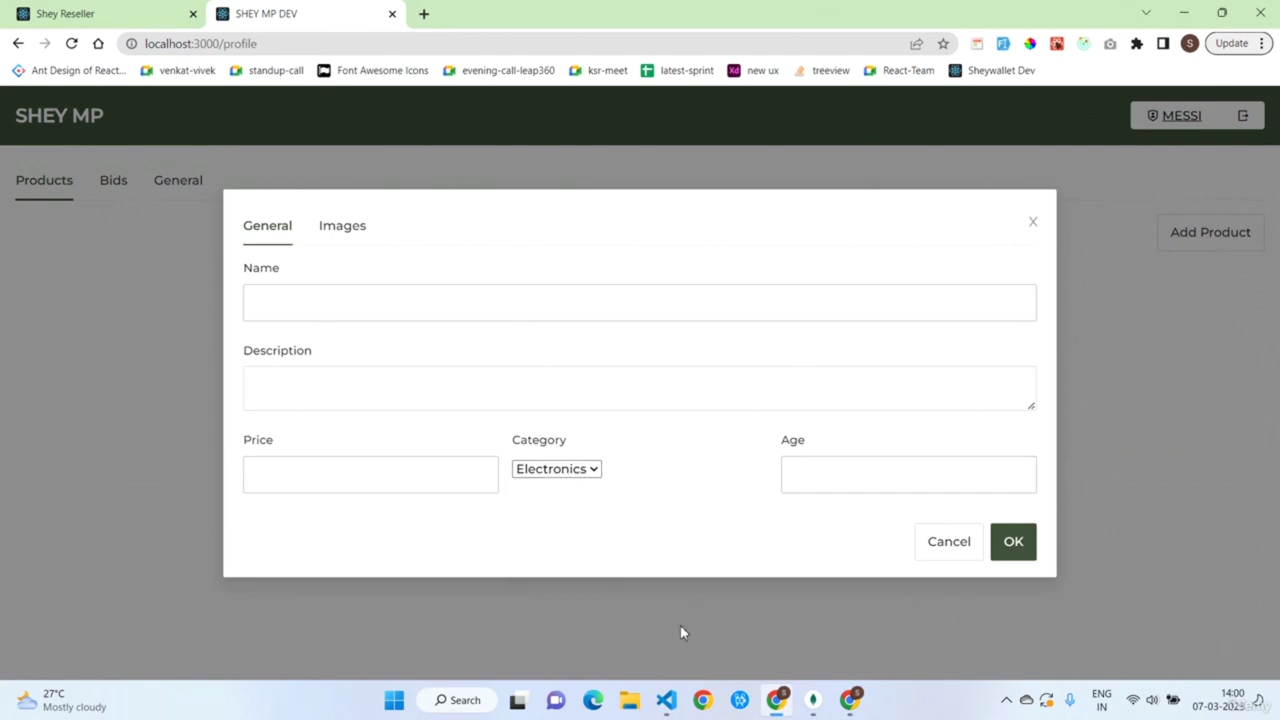 Shey Reseller
SHEY MP DEV
localhost:3000/profile
S
Update
Ant Design of React...
venkat-vivek
standup-call
Font Awesome Icons
evening-call-leap360
ksr-meet
latest-sprint
new ux
treeview
React-Team
Sheywallet Dev
SHEY MP
MESSI
Products
Bids
General
Add Product
General
Images
X
Name
Description
Price
Category
Age
Electronics
Cancel
OK
27°C
Mostly cloudy
Search
ENG
IN
14:00
07-03-2023